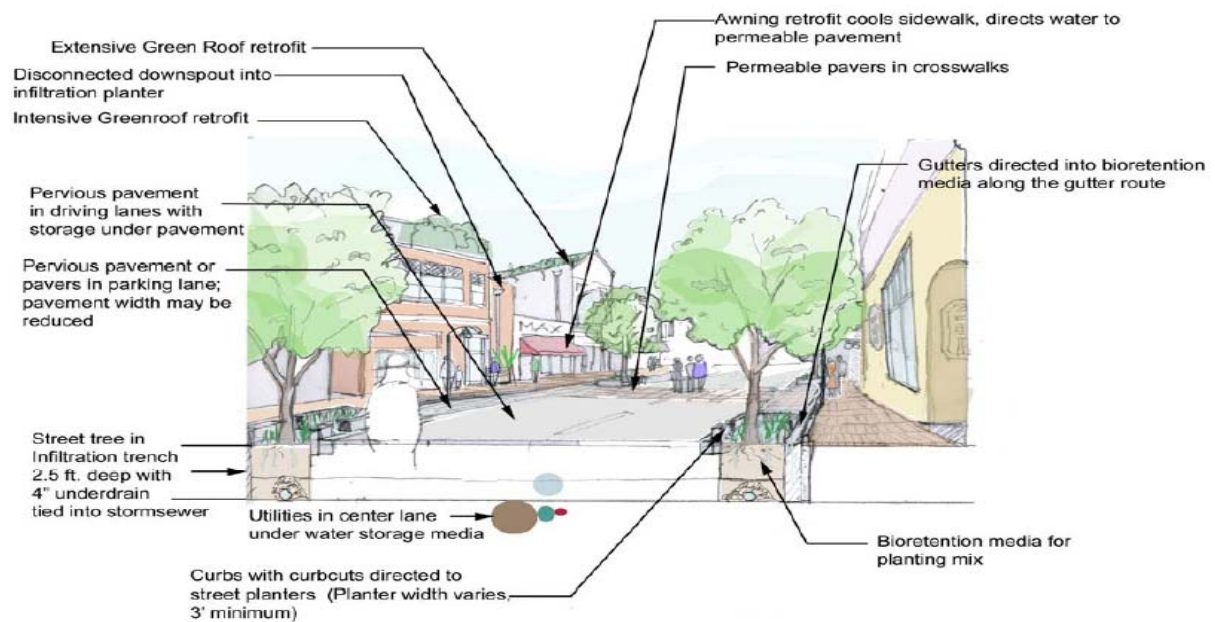 Extensive Green Roof retrofit
Disconnected downspout into
infiltration planter
Intensive Greenroof retrofit
Pervious pavement
in driving lanes with
storage under pavement
Pervious pavement or
pavers in parking lane;
pavement width may be
reduced
Street tree in
Infiltration trench
2.5 ft. deep with
4" underdrain
tied into stormsewer
Awning retrofit cools sidewalk, directs water to
permeable pavement
Permeable pavers in crosswalks
Gutters directed into bioretention
media along the gutter route
MAX
Utilities in center lane
under water storage media
Bioretention media for
planting mix
Curbs with curbcuts directed to
street planters (Planter width varies,
3' minimum)